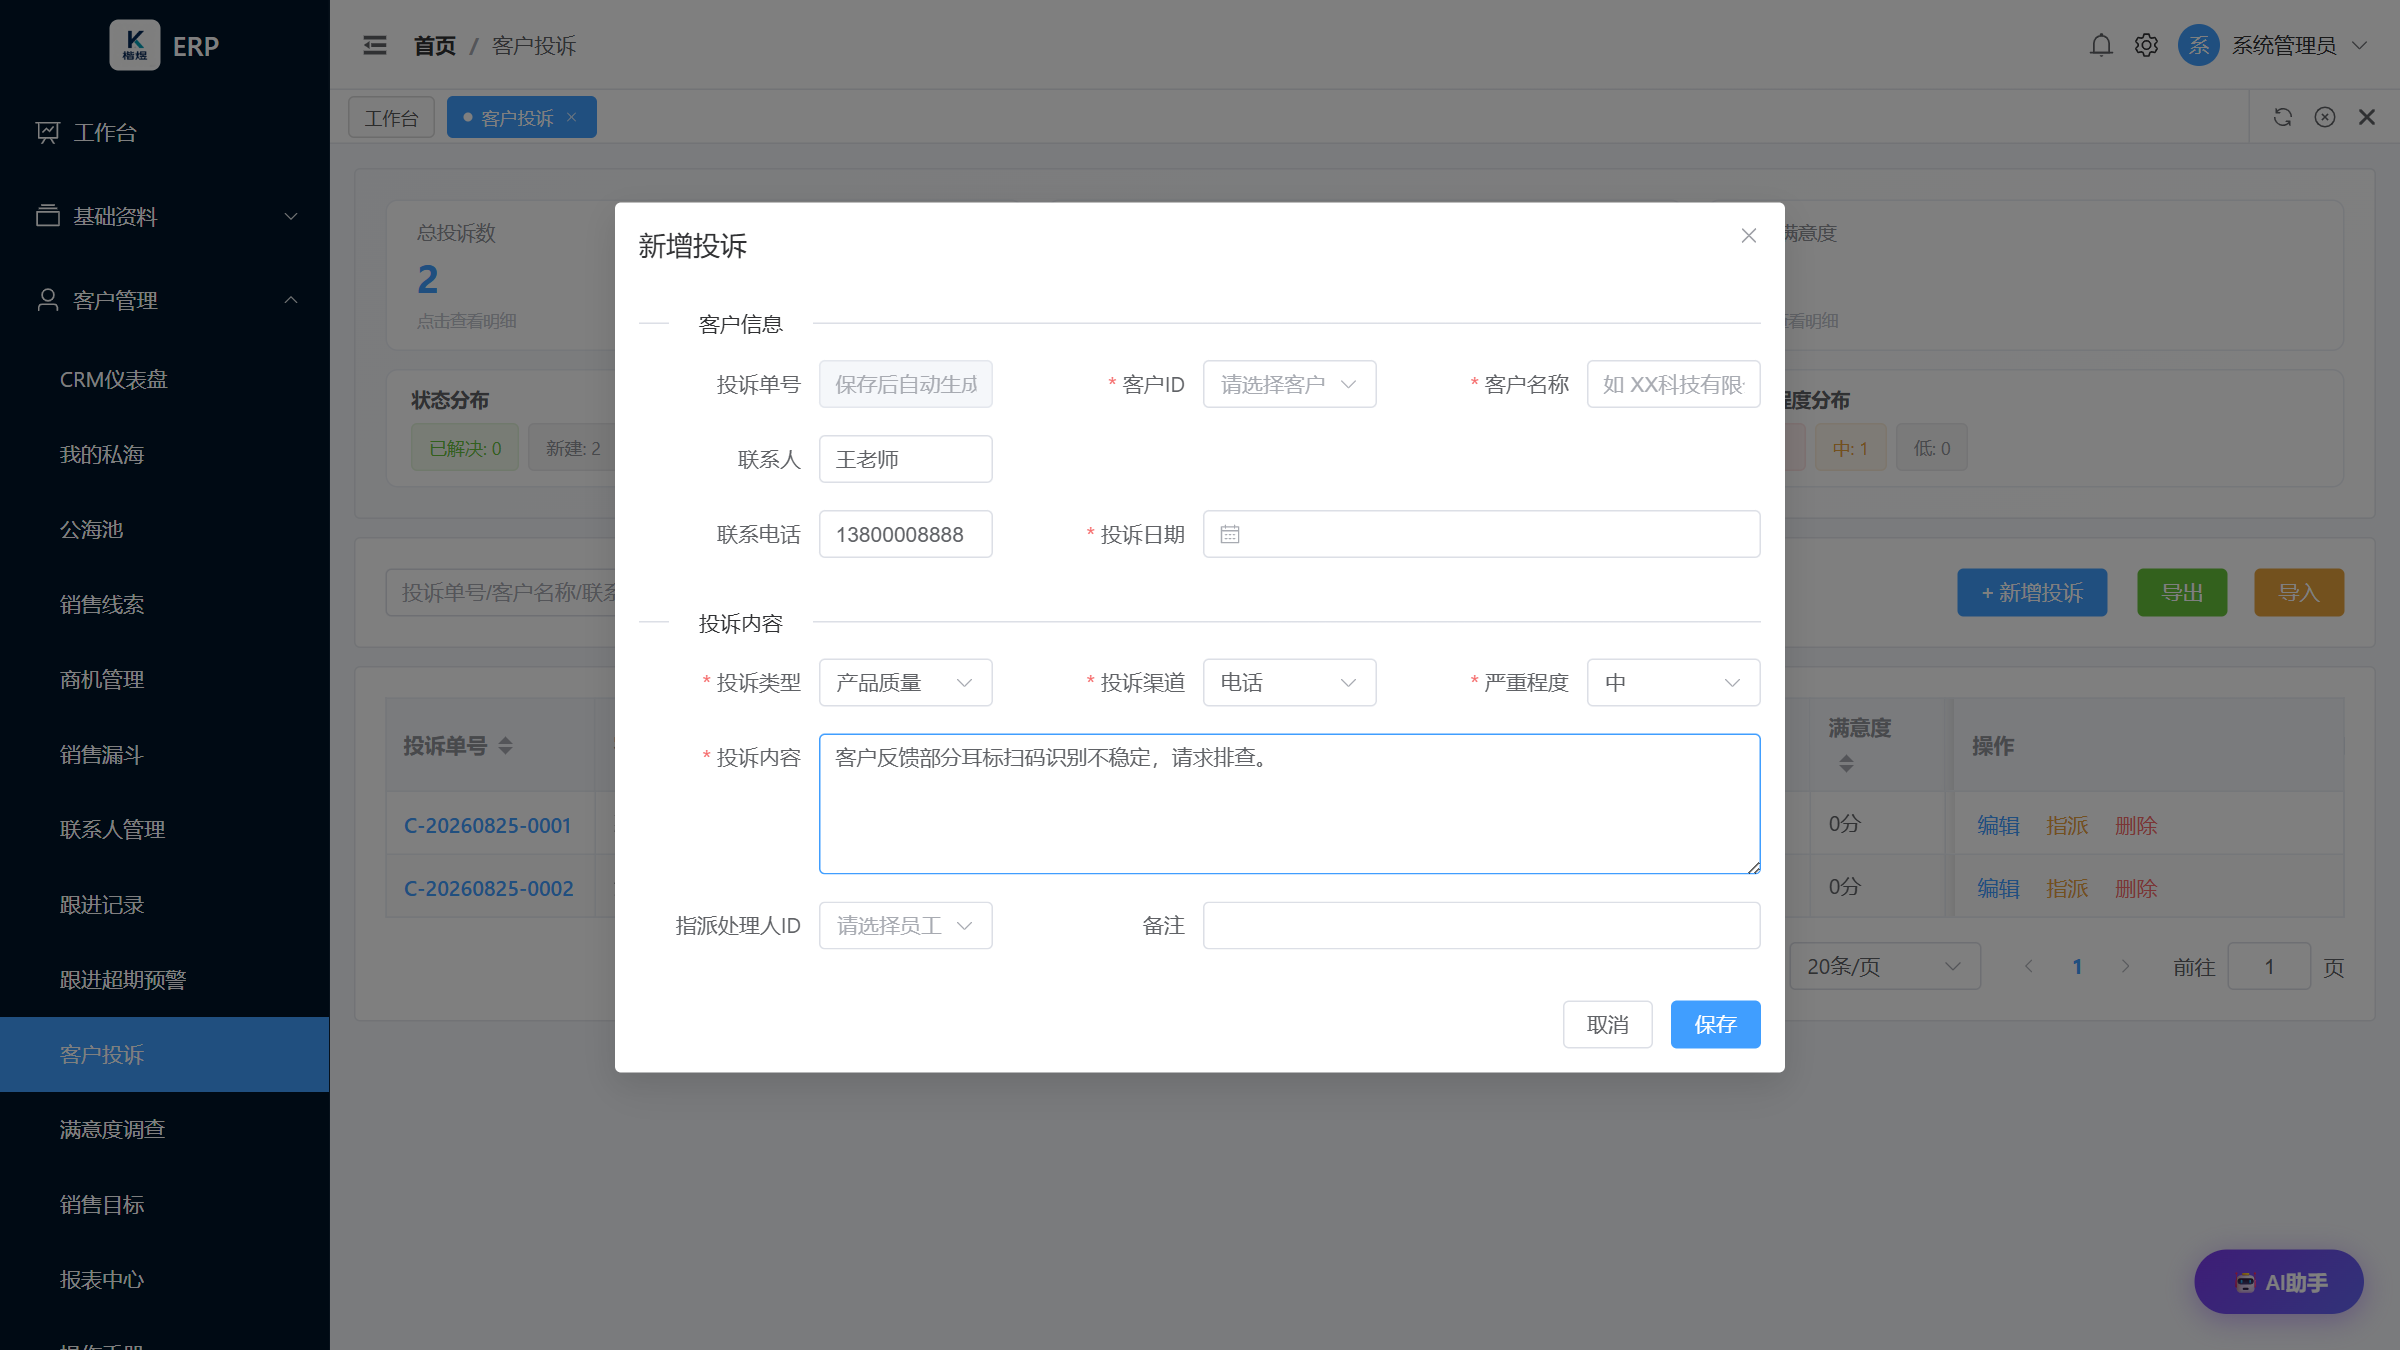 K
楷煜
ERP
工作台
基础资料
客户管理
CRM仪表盘
我的私海
公海池
销售线索
商机管理
销售漏斗
联系人管理
跟进记录
跟进超期预警
客户投诉
满意度调查
销售目标
报表中心
首页 / 客户投诉
系 系统管理员
工作台
客户投诉
总投诉数
2
点击查看明细
满意度
查看明细
状态分布
已解决: 0
新建: 2
程度分布
中: 1
低: 0
投诉单号/客户名称/联系
+ 新增投诉
导出
导入
投诉单号
满意度
操作
C-20260825-0001
0分
编辑 指派 删除
C-20260825-0002
0分
编辑 指派 删除
20条/页
1
前往 1 页
新增投诉
客户信息
投诉单号 保存后自动生成
* 客户ID 请选择客户
* 客户名称 如 XX科技有限
联系人 王老师
联系电话 13800008888
* 投诉日期
投诉内容
* 投诉类型 产品质量
* 投诉渠道 电话
* 严重程度 中
* 投诉内容 客户反馈部分耳标扫码识别不稳定，请求排查。
指派处理人ID 请选择员工
备注
取消
保存
AI助手